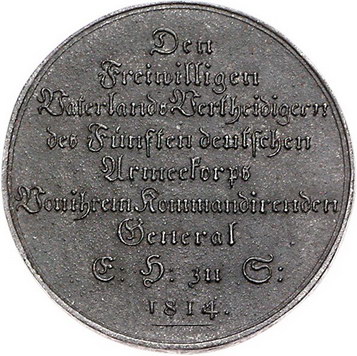 Den
Freiwilligen
Vaterlands Vertheidigern
des Fünften deutschen
Armeekorps
Von ihrem Kommandirenden
General
E: H: zu S:
1814.